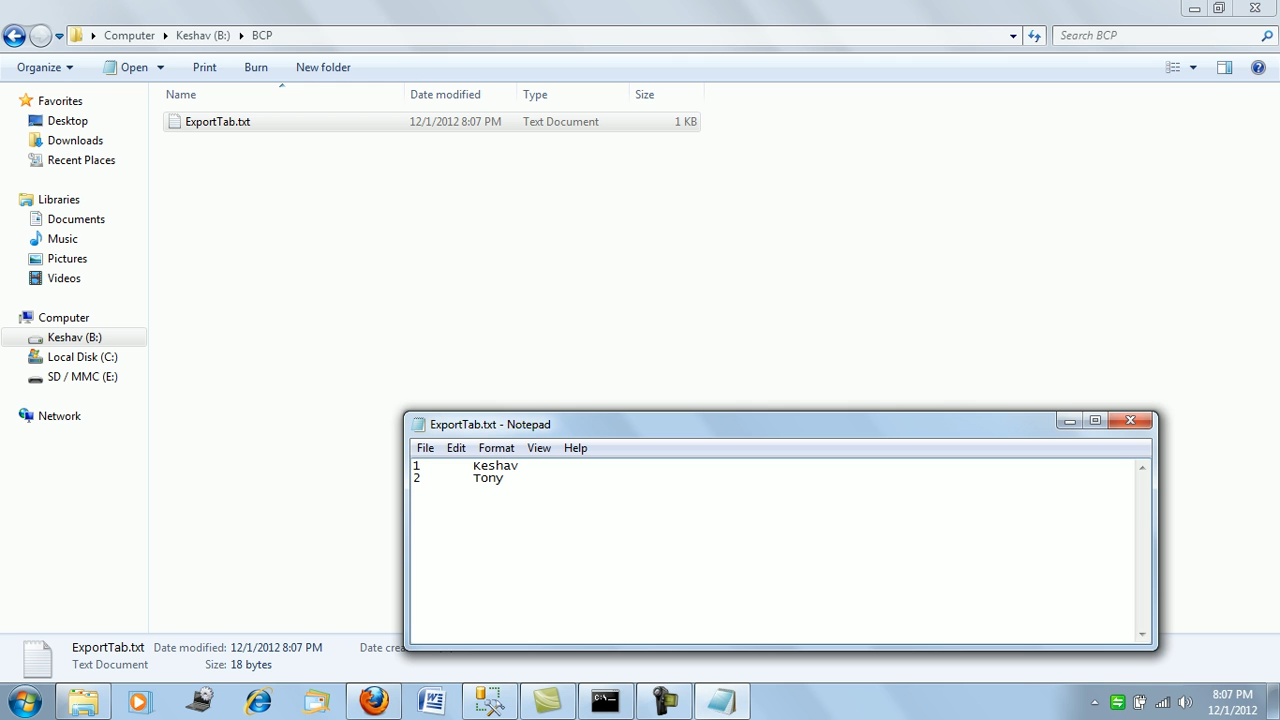 Computer Keshav (B:) BCP
Search BCP
Organize Open Print Burn New folder
Name Date modified Type Size
ExportTab.txt 12/1/2012 8:07 PM Text Document 1 KB
Favorites
Desktop
Downloads
Recent Places
Libraries
Documents
Music
Pictures
Videos
Computer
Keshav (B:)
Local Disk (C:)
SD / MMC (E:)
Network
ExportTab.txt - Notepad
File Edit Format View Help
1 Keshav
2 Tony
ExportTab.txt Date modified: 12/1/2012 8:07 PM Date crea
Text Document Size: 18 bytes
8:07 PM
12/1/2012